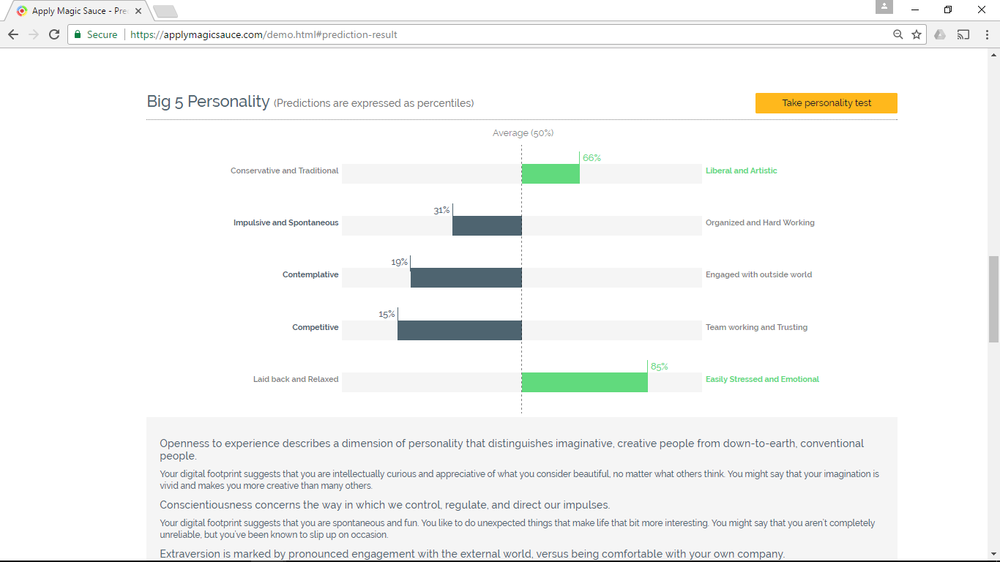 Apply Magic Sauce - Pre
Secure https://applymagicsauce.com/demo.html#prediction-result
Big 5 Personality (Predictions are expressed as percentiles)
Take personality test
Average (50%)
66%
Conservative and Traditional
Liberal and Artistic
31%
Impulsive and Spontaneous
Organized and Hard Working
19%
Contemplative
Engaged with outside world
15%
Competitive
Team working and Trusting
85%
Laid back and Relaxed
Easily Stressed and Emotional
Openness to experience describes a dimension of personality that distinguishes imaginative, creative people from down-to-earth, conventional
people.
Your digital footprint suggests that you are intellectually curious and appreciative of what you consider beautiful, no matter what others think. You might say that your imagination is
vivid and makes you more creative than many others.
Conscientiousness concerns the way in which we control, regulate, and direct our impulses.
Your digital footprint suggests that you are spontaneous and fun. You like to do unexpected things that make life that bit more interesting. You might say that you aren't completely
unreliable, but you've been known to slip up on occasion.
Extraversion is marked by pronounced engagement with the external world, versus being comfortable with your own company.